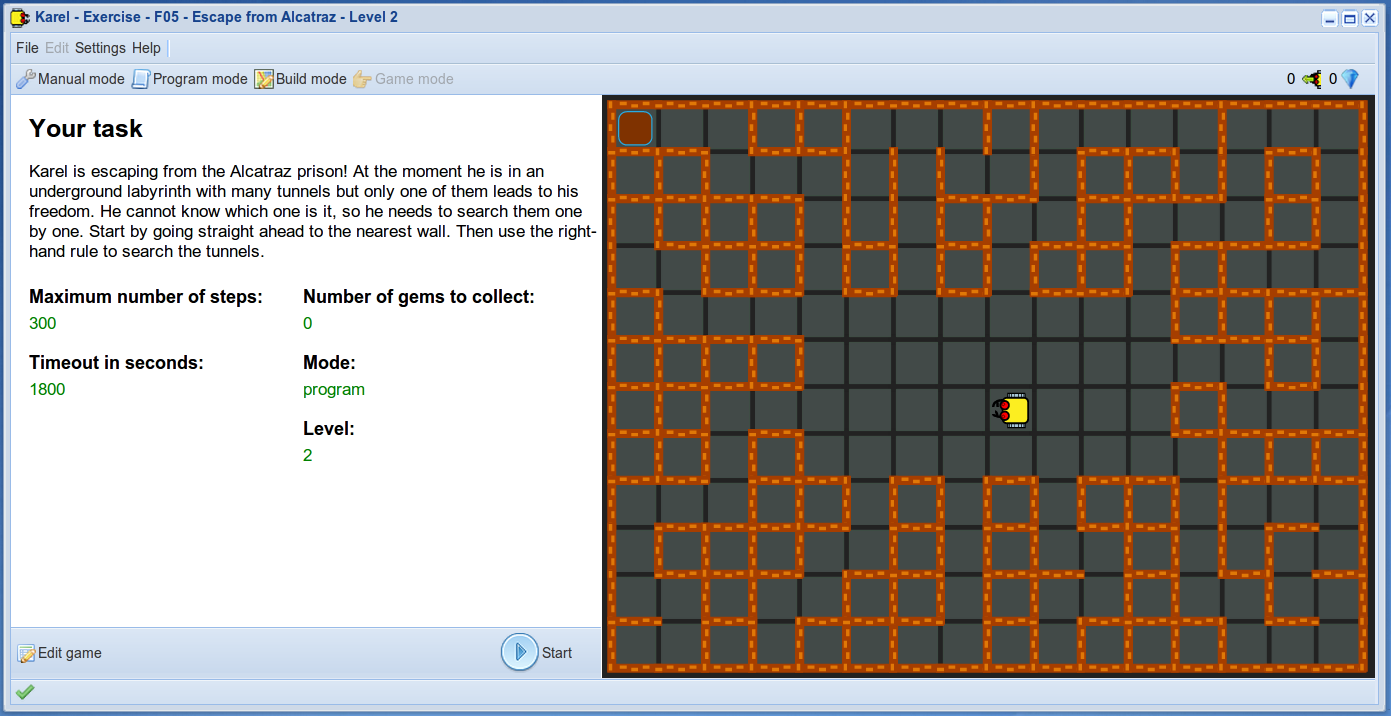 Karel - Exercise - F05 - Escape from Alcatraz - Level 2
File Edit Settings Help
Manual mode Program mode Build mode Game mode 0 0
Your task
Karel is escaping from the Alcatraz prison! At the moment he is in an
underground labyrinth with many tunnels but only one of them leads to his
freedom. He cannot know which one is it, so he needs to search them one
by one. Start by going straight ahead to the nearest wall. Then use the right-
hand rule to search the tunnels.
Maximum number of steps: Number of gems to collect:
300 0
Timeout in seconds: Mode:
1800 program
Level:
2
Edit game Start